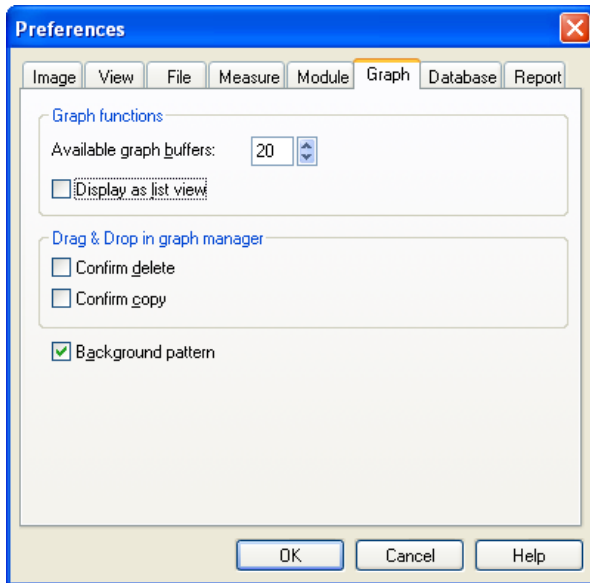 Preferences
Image View File Measure Module Graph Database Report
Graph functions
Available graph buffers: 20
Display as list view
Drag & Drop in graph manager
Confirm delete
Confirm copy
Background pattern
OK Cancel Help